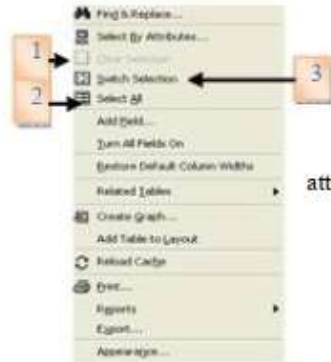 Find & Replace...
Select By Attributes...
1
Clear Selection
Switch Selection
3
2
Select All
Add Field...
Turn All Fields On
Restore Default Column Widths
Related Tables
att
Create Graph...
Add Table to Layout
Reload Cache
Print...
Reports
Export...
Appearance...